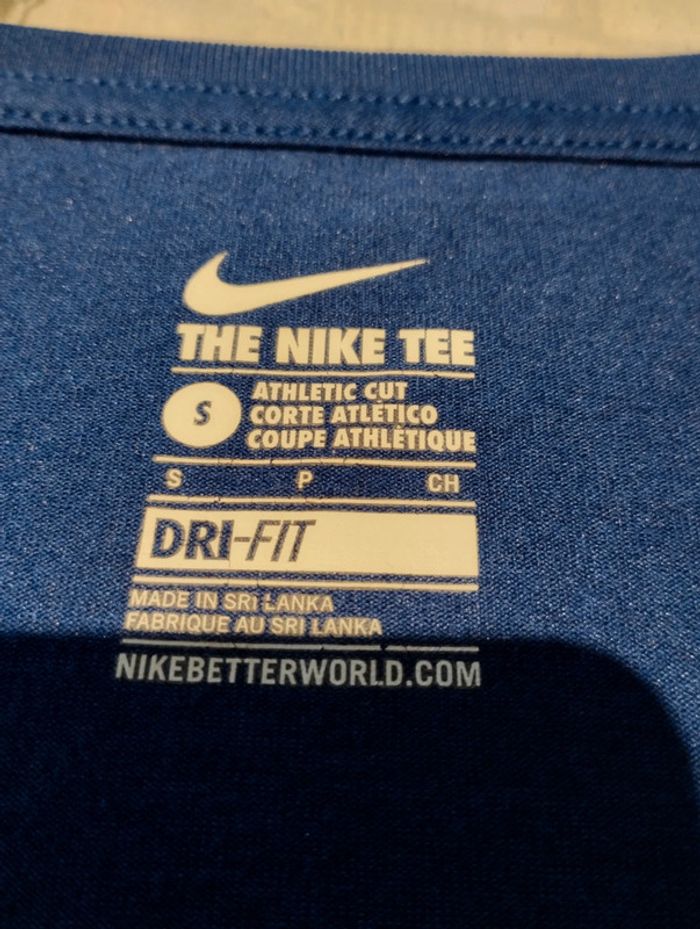 THE NIKE TEE
S
ATHLETIC CUT
CORTE ATLÉTICO
COUPE ATHLÉTIQUE
S P CH
DRI-FIT
MADE IN SRI LANKA
FABRIQUE AU SRI LANKA
NIKEBETTERWORLD.COM